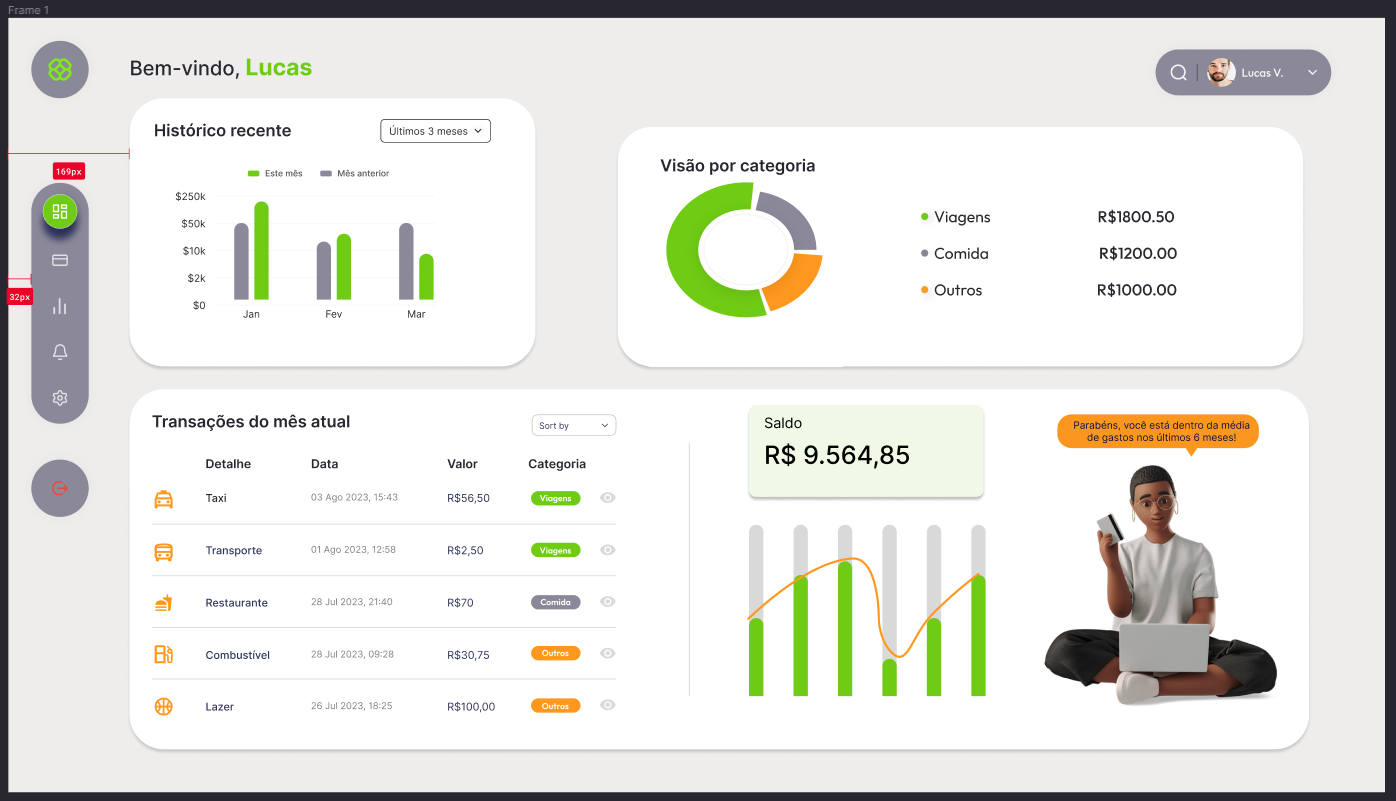 Frame 1
Bem-vindo, Lucas
Lucas V.
169px
32px
Histórico recente
Últimos 3 meses
Este mês
Mês anterior
$250k
$50k
$10k
$2k
$0
Jan
Fev
Mar
Visão por categoria
Viagens R$1800.50
Comida R$1200.00
Outros R$1000.00
Transações do mês atual
Sort by
Detalhe Data Valor Categoria
Taxi 03 Ago 2023, 15:43 R$56,50 Viagens
Transporte 01 Ago 2023, 12:58 R$2,50 Viagens
Restaurante 28 Jul 2023, 21:40 R$70 Comida
Combustível 28 Jul 2023, 09:28 R$30,75 Outros
Lazer 26 Jul 2023, 18:25 R$100,00 Outros
Saldo
R$ 9.564,85
Parabéns, você está dentro da média
de gastos nos últimos 6 meses!